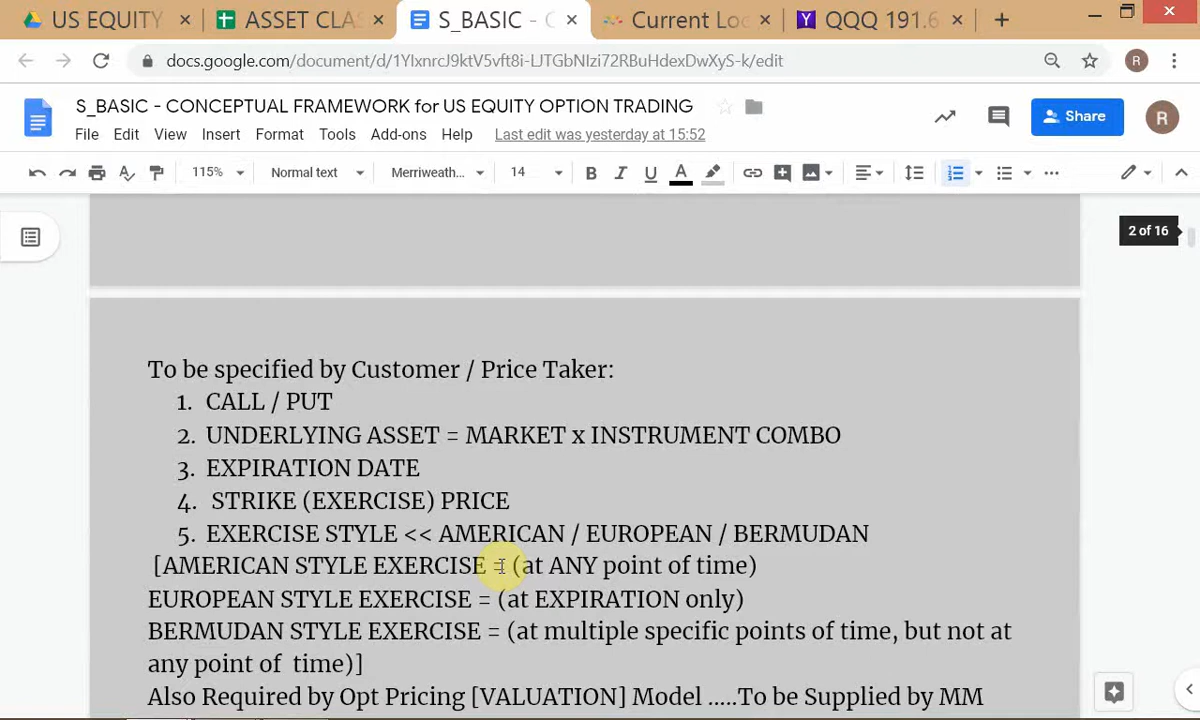 US EQUITY
ASSET CLA
S_BASIC - C
Current Loc
QQQ 191.6
docs.google.com/document/d/1YlxnrcJ9ktV5vft8i-LJTGbNIzi72RBuHdexDwXyS-k/edit
R
S_BASIC - CONCEPTUAL FRAMEWORK for US EQUITY OPTION TRADING
File Edit View Insert Format Tools Add-ons Help Last edit was yesterday at 15:52
Share
R
115% Normal text Merriweath... 14 B I U A
2 of 16
To be specified by Customer / Price Taker:
1. CALL / PUT
2. UNDERLYING ASSET = MARKET x INSTRUMENT COMBO
3. EXPIRATION DATE
4. STRIKE (EXERCISE) PRICE
5. EXERCISE STYLE << AMERICAN / EUROPEAN / BERMUDAN
[AMERICAN STYLE EXERCISE = (at ANY point of time)
EUROPEAN STYLE EXERCISE = (at EXPIRATION only)
BERMUDAN STYLE EXERCISE = (at multiple specific points of time, but not at
any point of time)]
Also Required by Opt Pricing [VALUATION] Model .....To be Supplied by MM